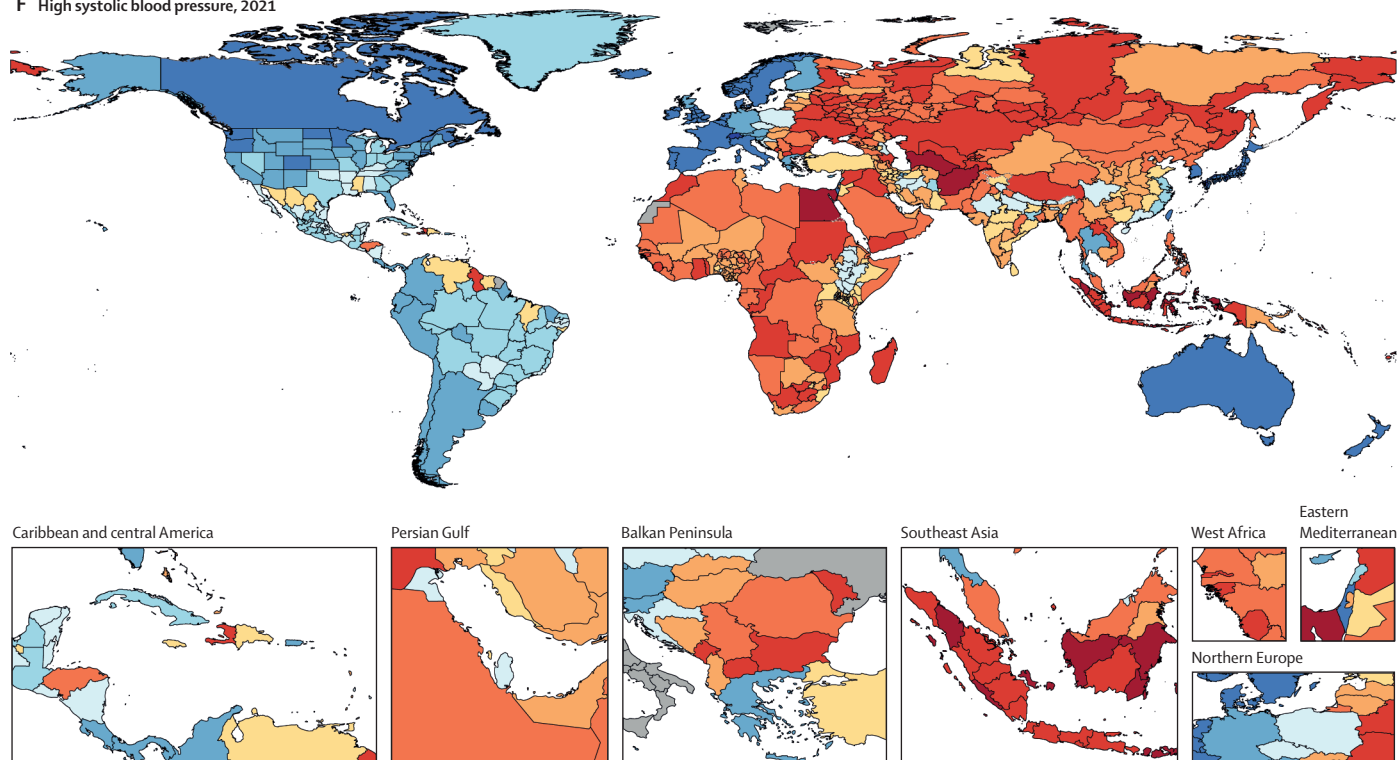 F High systolic blood pressure, 2021
Caribbean and central America
Persian Gulf
Balkan Peninsula
Southeast Asia
West Africa
Eastern
Mediterranean
Northern Europe